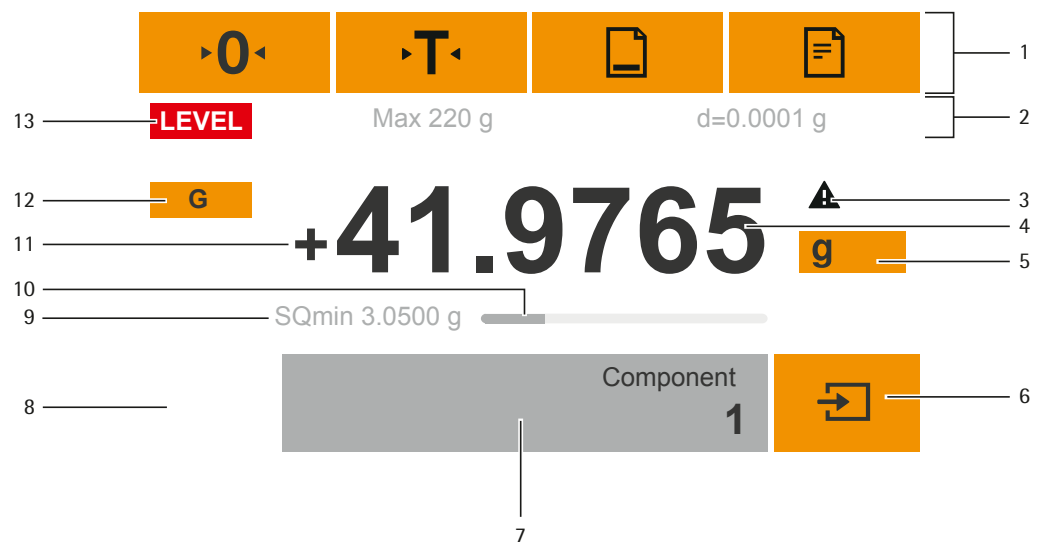 0 T
1
13 LEVEL Max 220 g d=0.0001 g 2
12 G 3
11 +41.9765 4
g 5
10
9 SQmin 3.0500 g
Component
8 1 6
7